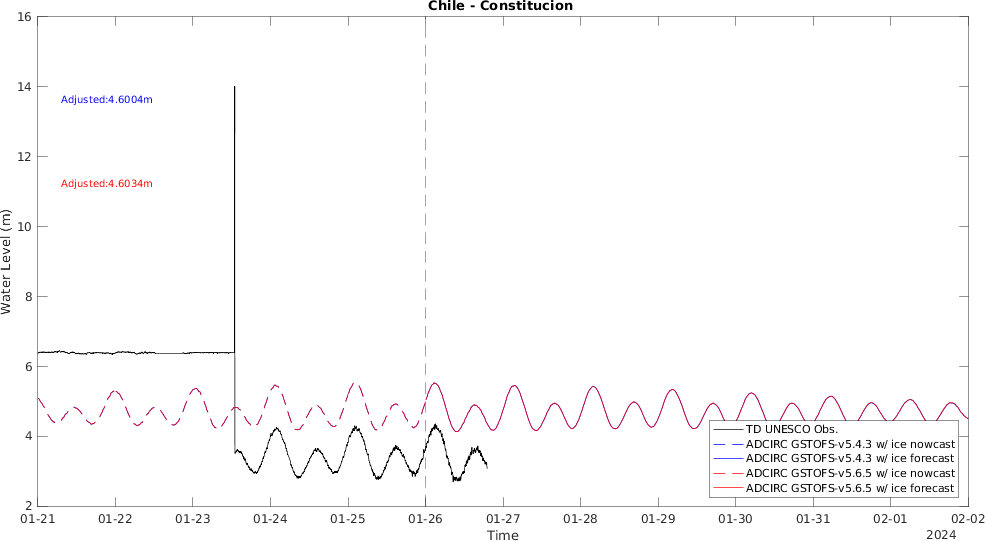 Chile - Constitucion
16
14
12
10
8
6
4
2
Water Level (m)
Adjusted:4.6004m
Adjusted:4.6034m
TD UNESCO Obs.
ADCIRC GSTOFS-v5.4.3 w/ ice nowcast
ADCIRC GSTOFS-v5.4.3 w/ ice forecast
ADCIRC GSTOFS-v5.6.5 w/ ice nowcast
ADCIRC GSTOFS-v5.6.5 w/ ice forecast
01-21 01-22 01-23 01-24 01-25 01-26 01-27 01-28 01-29 01-30 01-31 02-01 02-02
Time
2024